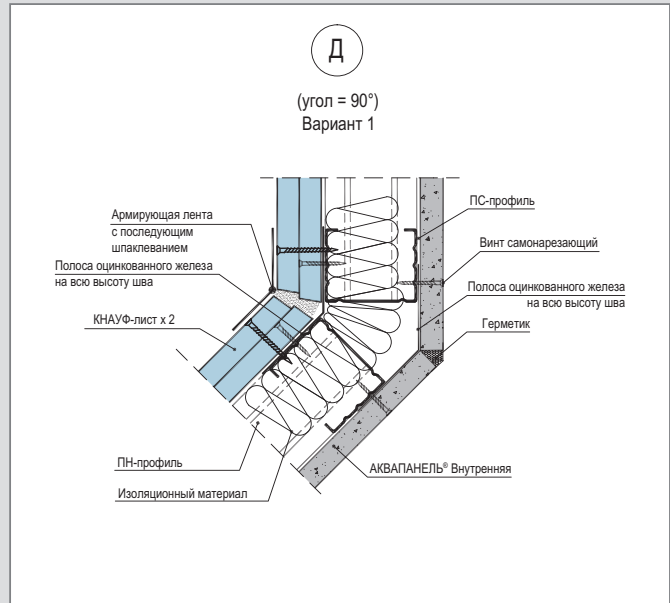 Д
(угол = 90°)
Вариант 1
Армирующая лента
с последующим
шпаклеванием
Полоса оцинкованного железа
на всю высоту шва
КНАУФ-лист х 2
ПН-профиль
Изоляционный материал
ПС-профиль
Винт самонарезающий
Полоса оцинкованного железа
на всю высоту шва
Герметик
АКВАПАНЕЛЬ® Внутренняя